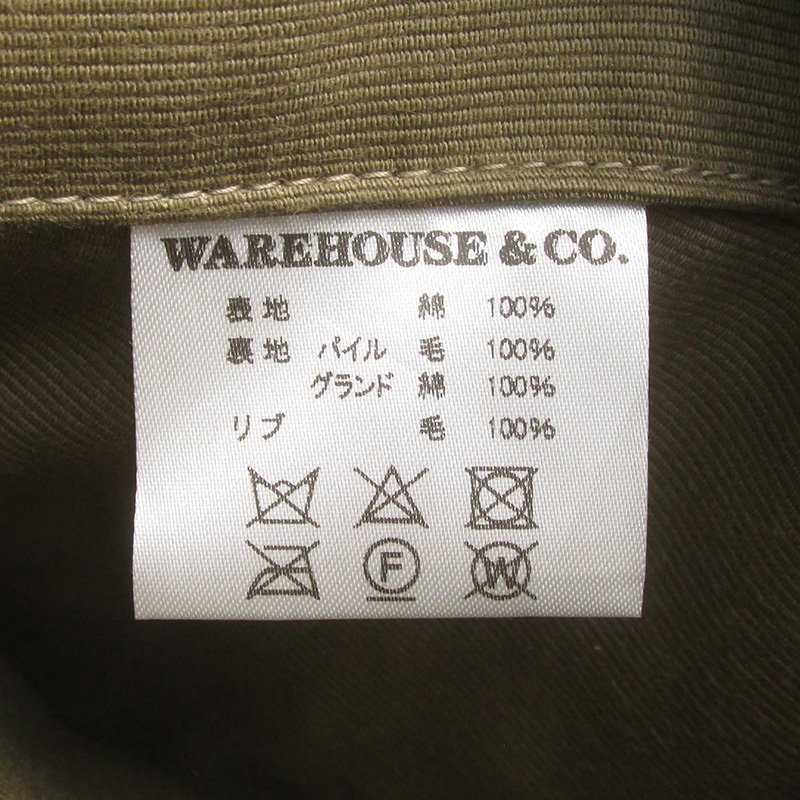 WAREHOUSE & CO.
表地 綿 100%
裏地 パイル 毛 100%
グランド 綿 100%
リブ 毛 100%
F W